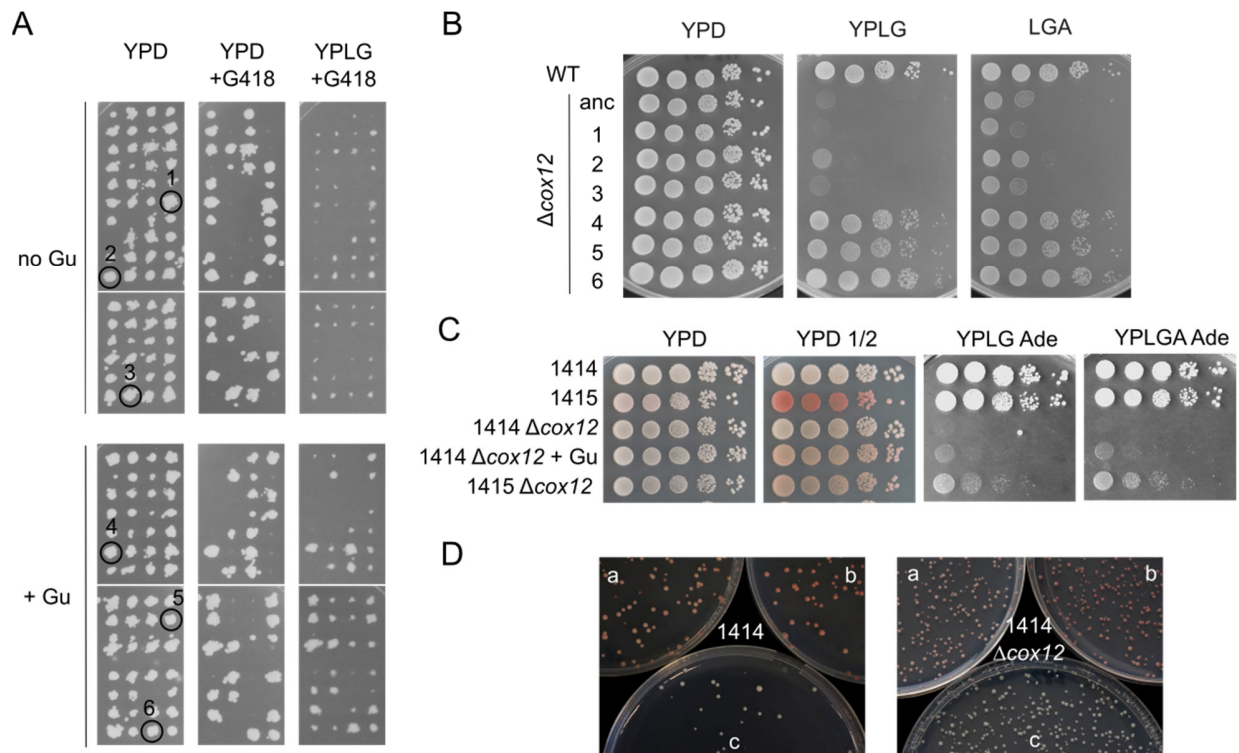 A
YPD
YPD
+G418
YPLG
+G418
no Gu
1
2
3
+ Gu
4
5
6
B
YPD
YPLG
LGA
WT
anc
1
2
3
4
5
6
Δcox12
C
YPD
YPD 1/2
YPLG Ade
YPLGA Ade
1414
1415
1414 Δcox12
1414 Δcox12 + Gu
1415 Δcox12
D
a
b
1414
c
a
b
1414
Δcox12
c